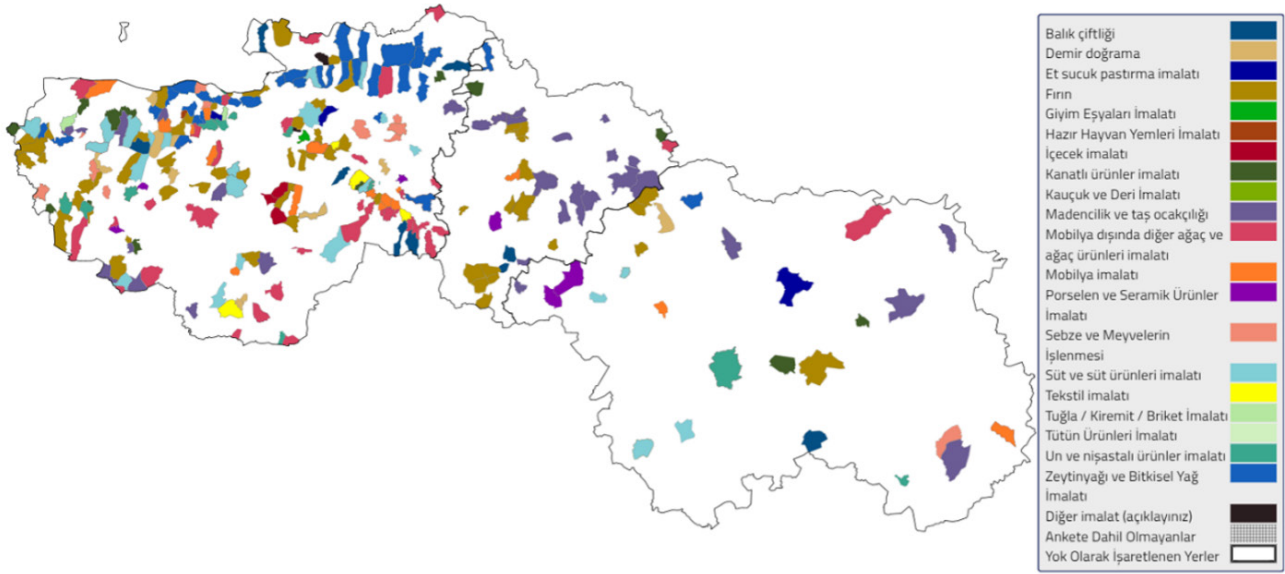 Balık çiftliği
Demir doğrama
Et sucuk pastırma imalatı
Fırın
Giyim Eşyaları İmalatı
Hazır Hayvan Yemleri İmalatı
İçecek imalatı
Kanatlı ürünler imalatı
Kauçuk ve Deri İmalatı
Madencilik ve taş ocakçılığı
Mobilya dışında diğer ağaç ve
ağaç ürünleri imalatı
Mobilya imalatı
Porselen ve Seramik Ürünler
İmalatı
Sebze ve Meyvelerin
İşlenmesi
Süt ve süt ürünleri imalatı
Tekstil imalatı
Tuğla / Kiremit / Briket İmalatı
Tütün Ürünleri İmalatı
Un ve nişastalı ürünler imalatı
Zeytinyağı ve Bitkisel Yağ
İmalatı
Diğer imalat (açıklayınız)
Ankete Dahil Olmayanlar
Yok Olarak İşaretlenen Yerler